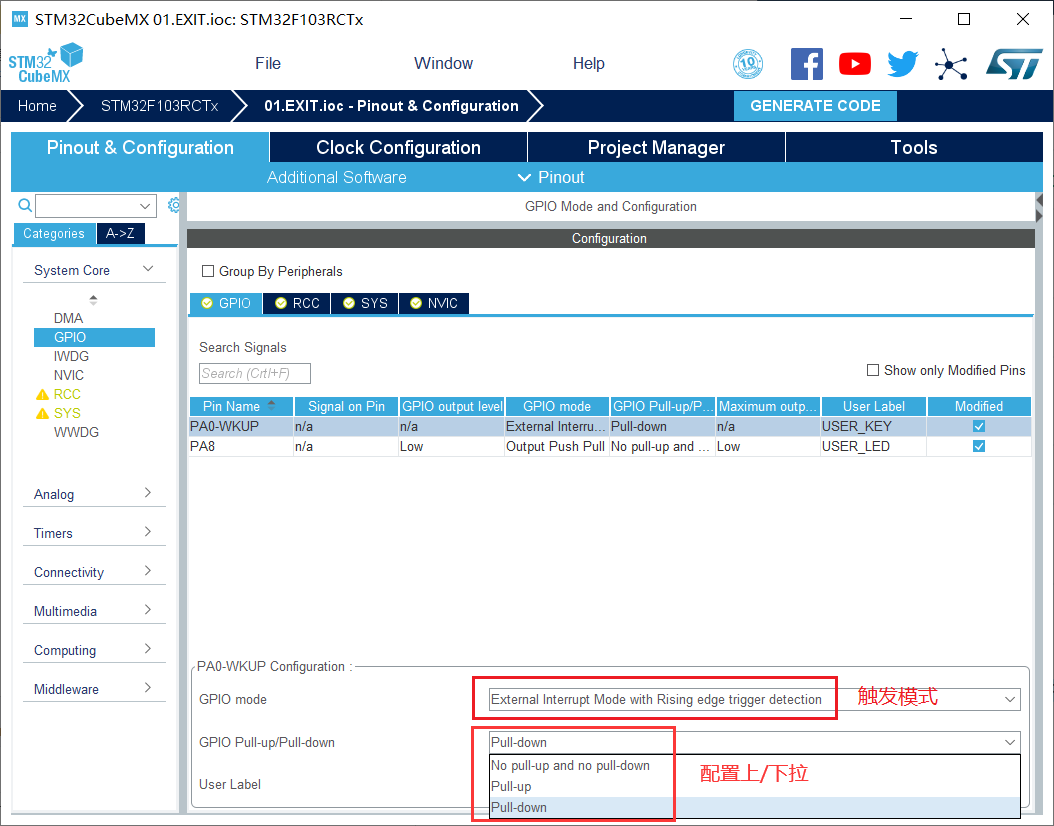 MX STM32CubeMX 01.EXIT.ioc: STM32F103RCTx
STM32 CubeMX
File Window Help
10
ST
Home STM32F103RCTx 01.EXIT.ioc - Pinout & Configuration GENERATE CODE
Pinout & Configuration Clock Configuration Project Manager Tools
Additional Software Pinout
GPIO Mode and Configuration
Categories A->Z
Configuration
System Core
Group By Peripherals
DMA
GPIO
IWDG
NVIC
RCC
SYS
WWDG
Analog
Timers
Connectivity
Multimedia
Computing
Middleware
GPIO RCC SYS NVIC
Search Signals
Search (CrtI+F)
Show only Modified Pins
Pin Name Signal on Pin GPIO output level GPIO mode GPIO Pull-up/P... Maximum outp... User Label Modified
PA0-WKUP n/a n/a External Interru... Pull-down n/a USER_KEY
PA8 n/a Low Output Push Pull No pull-up and ... Low USER_LED
PA0-WKUP Configuration :
GPIO mode External Interrupt Mode with Rising edge trigger detection 触发模式
GPIO Pull-up/Pull-down Pull-down
No pull-up and no pull-down 配置上/下拉
User Label Pull-up
Pull-down